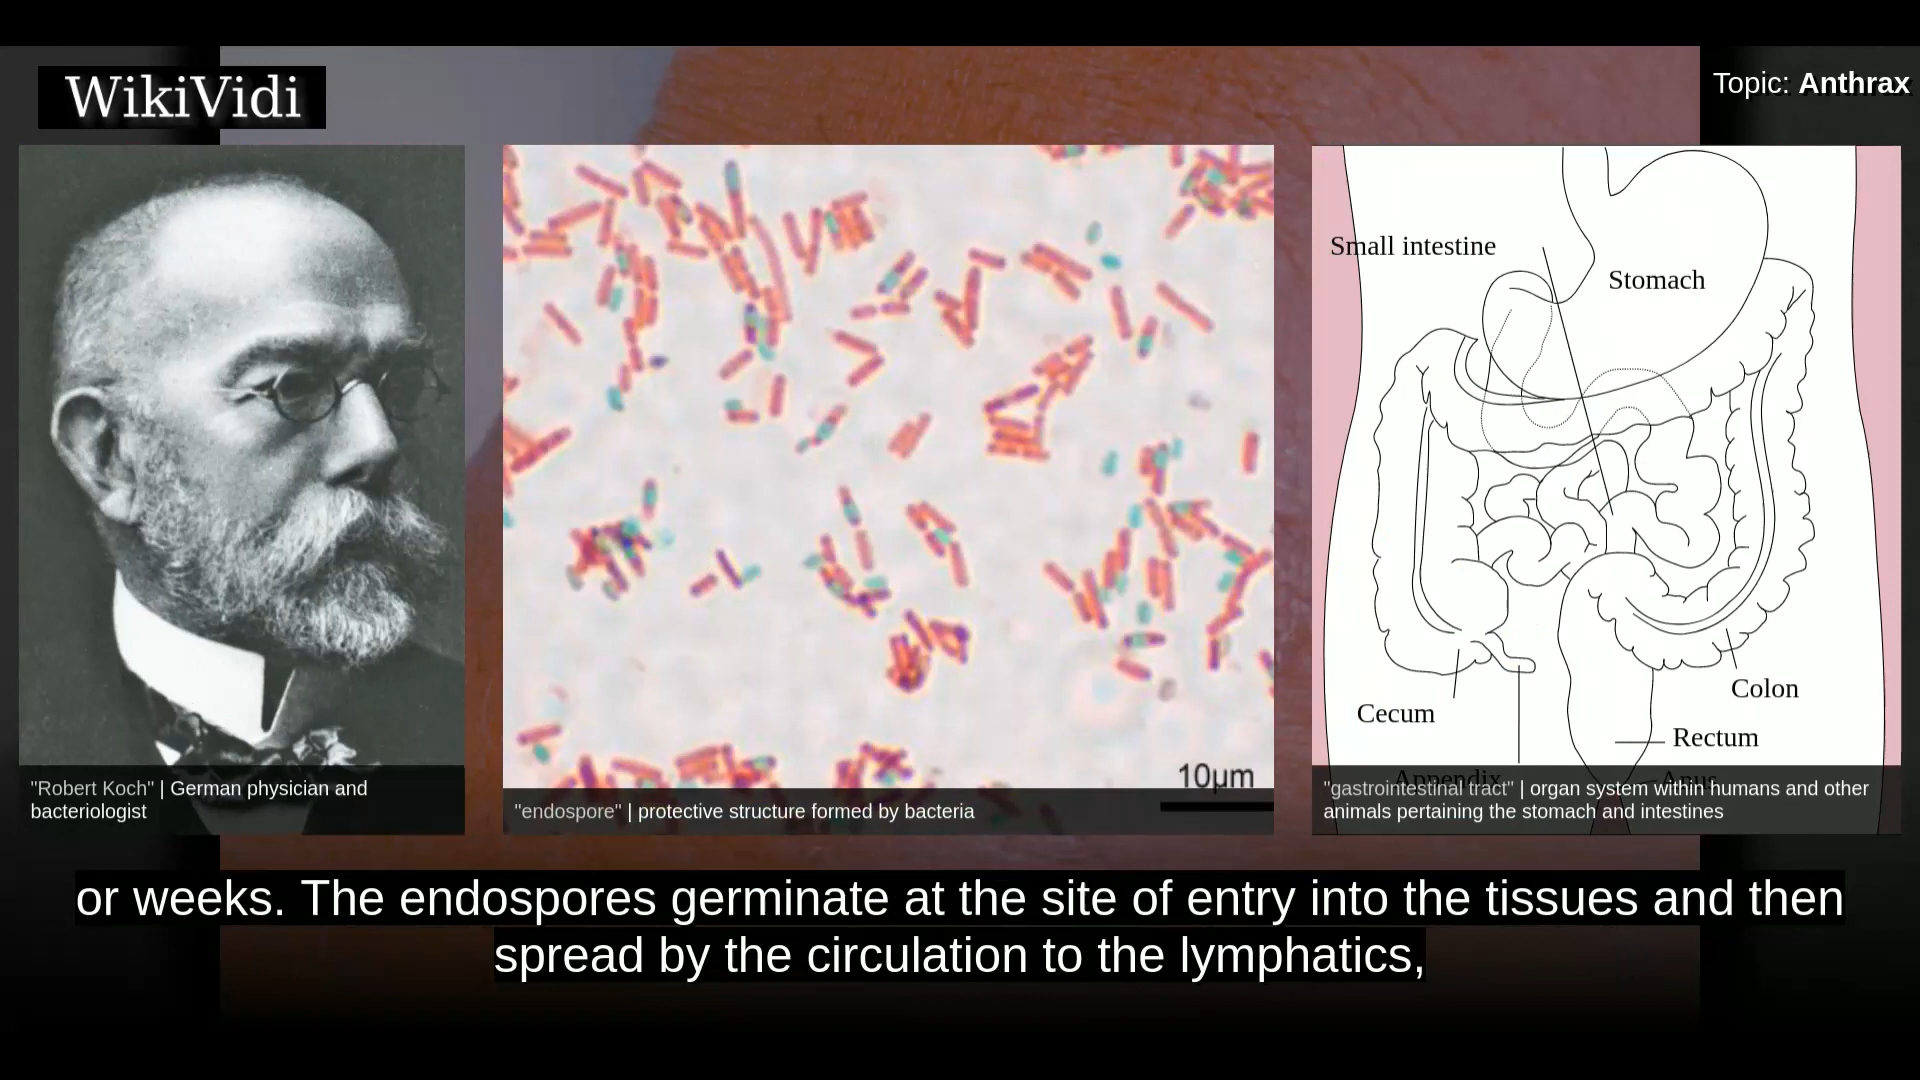 WikiVidi
Topic: Anthrax
Small intestine
Stomach
Colon
Cecum
Rectum
Appendix
Anus
10µm
"Robert Koch" | German physician and
bacteriologist
"endospore" | protective structure formed by bacteria
"gastrointestinal tract" | organ system within humans and other
animals pertaining the stomach and intestines
or weeks. The endospores germinate at the site of entry into the tissues and then
spread by the circulation to the lymphatics,